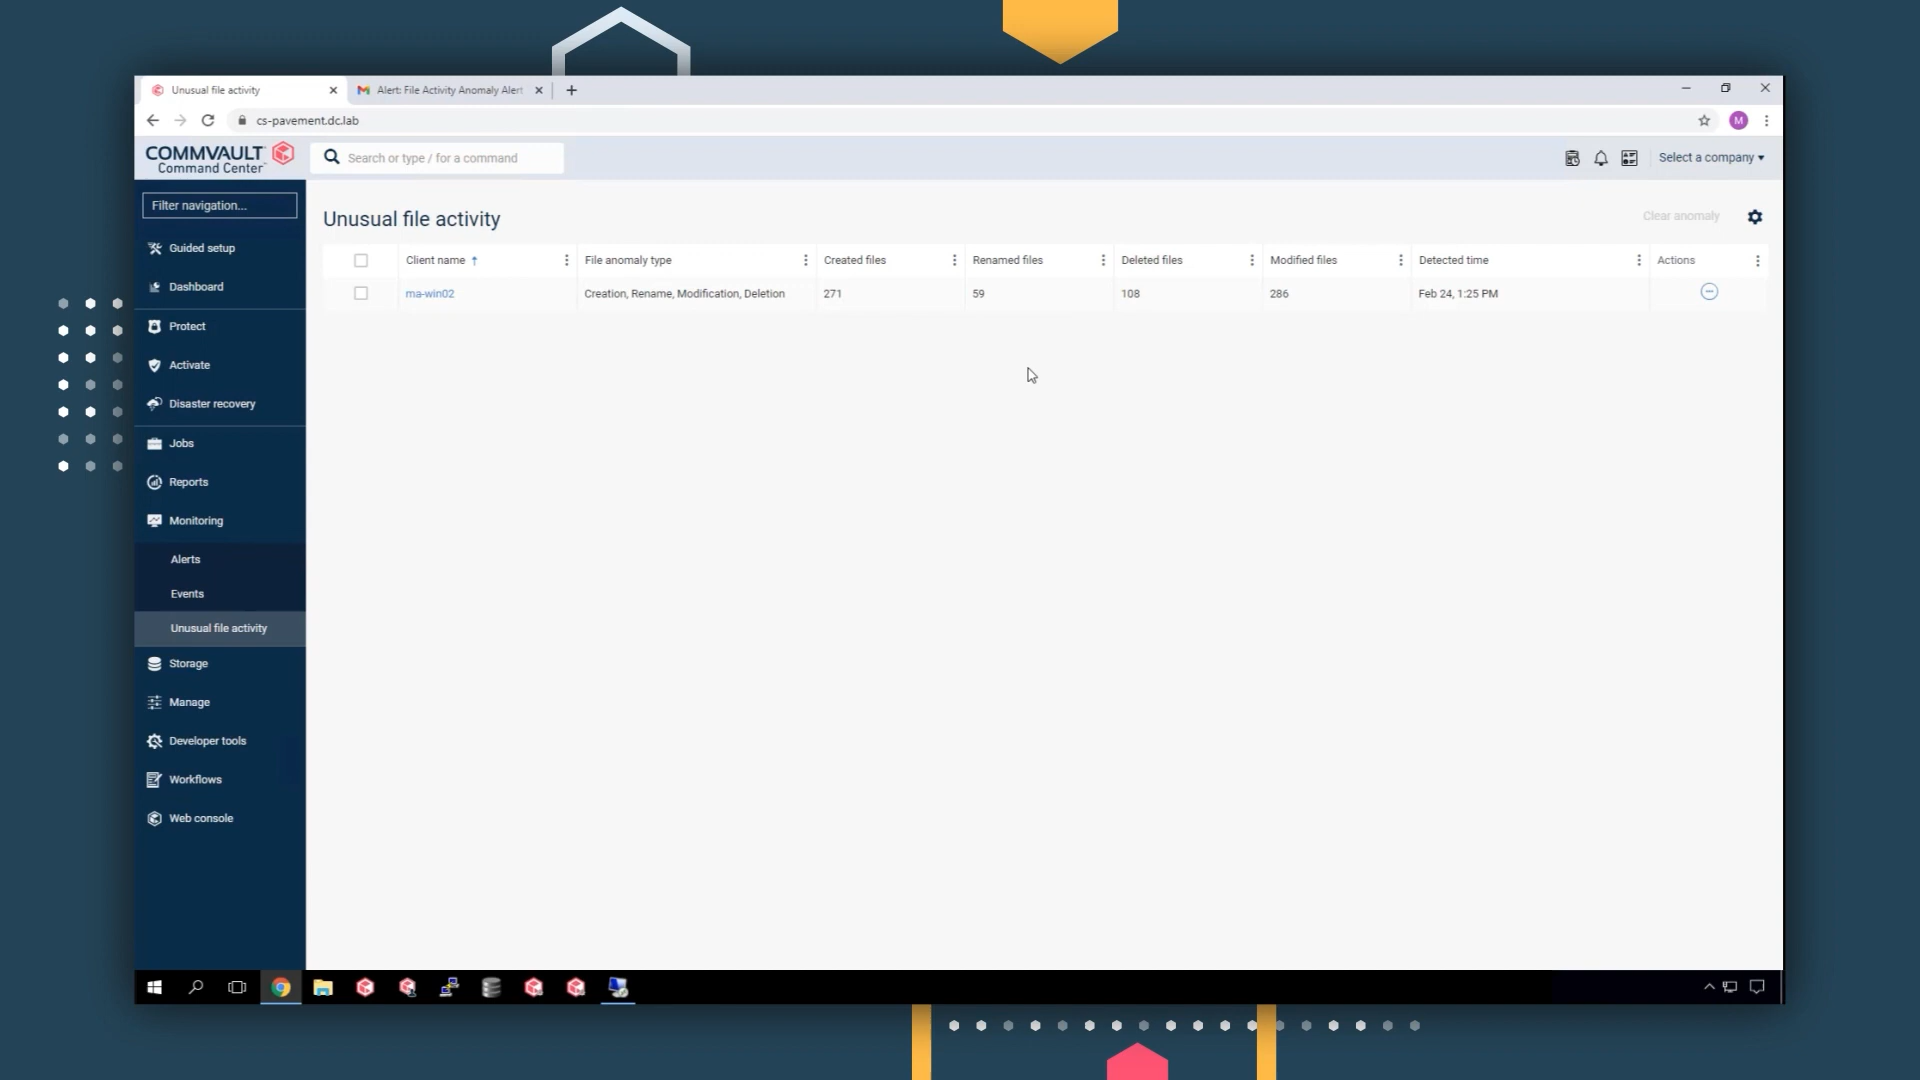 Unusual file activity
Alert: File Activity Anomaly Alert
cs-pavement.dc.lab
M
COMMVAULT
Command Center
Search or type / for a command
Select a company
Filter navigation...
Guided setup
Dashboard
Protect
Activate
Disaster recovery
Jobs
Reports
Monitoring
Alerts
Events
Unusual file activity
Storage
Manage
Developer tools
Workflows
Web console
Unusual file activity
Clear anomaly
Client name File anomaly type Created files Renamed files Deleted files Modified files Detected time Actions
ma-win02 Creation, Rename, Modification, Deletion 271 59 108 286 Feb 24, 1:25 PM